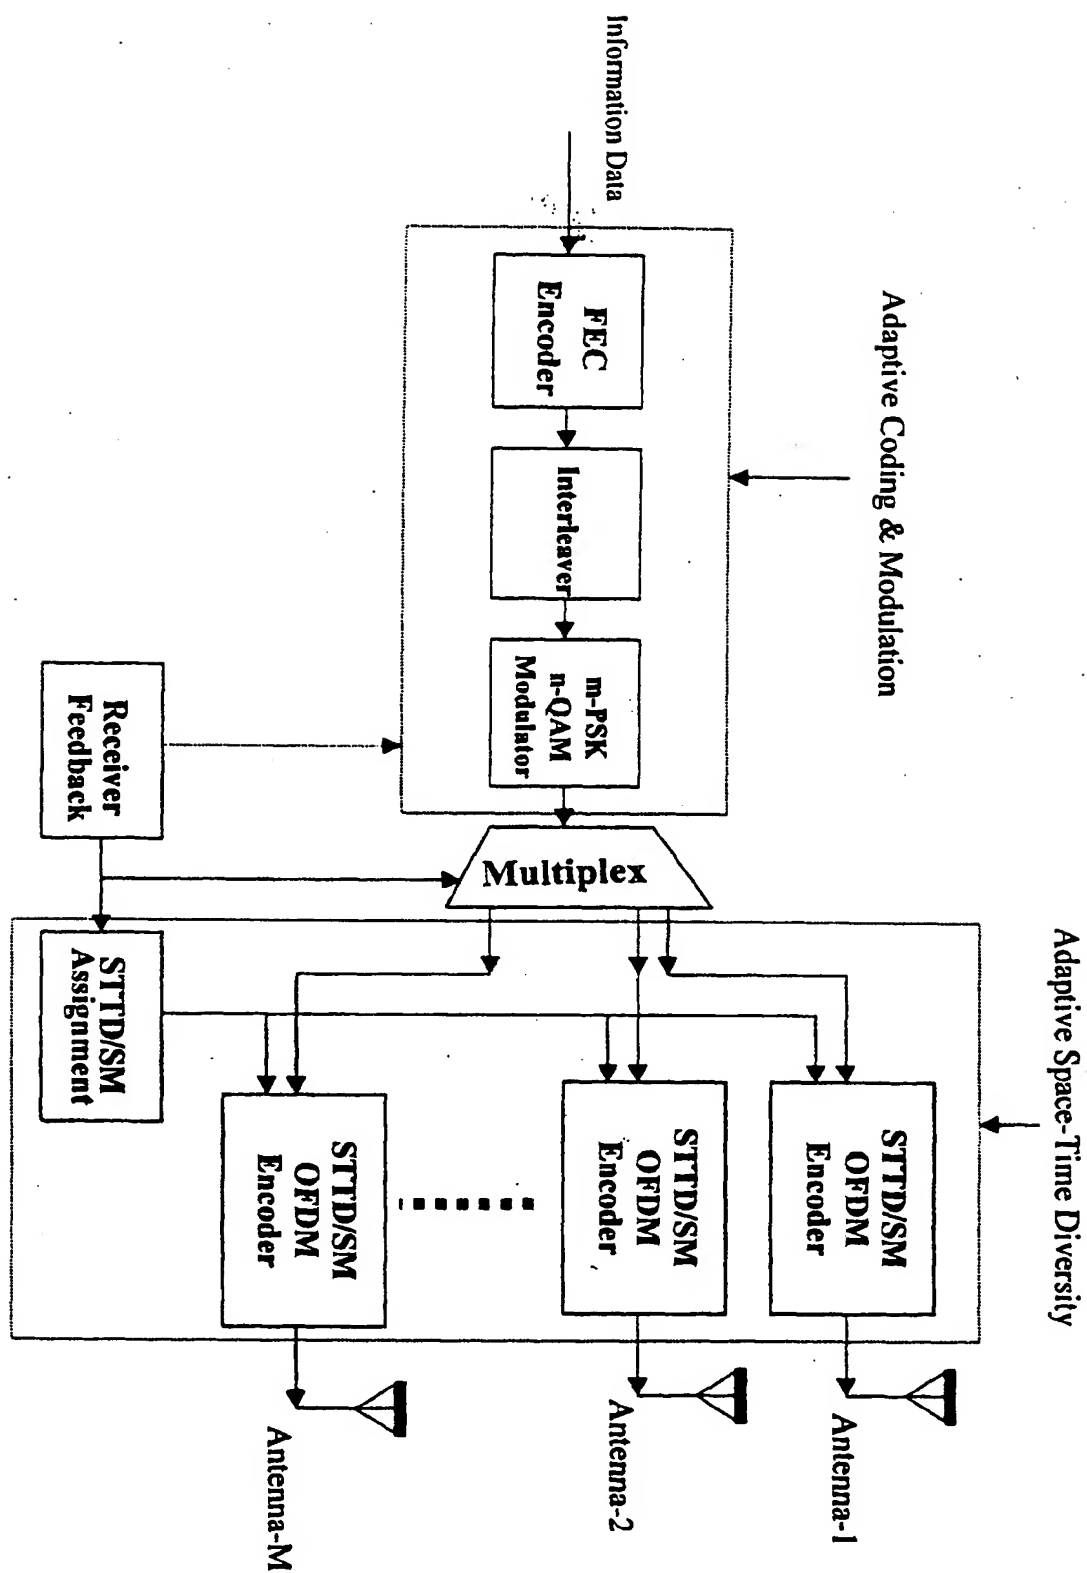 Adaptive Space-Time Diversity
Adaptive Coding & Modulation
Information Data
FEC
Encoder
Interleaver
m-PSK
n-QAM
Modulator
Multiplex
Receiver
Feedback
STTD/SM
Assignment
STTD/SM
OFDM
Encoder
Antenna-1
STTD/SM
OFDM
Encoder
Antenna-2
STTD/SM
OFDM
Encoder
Antenna-M